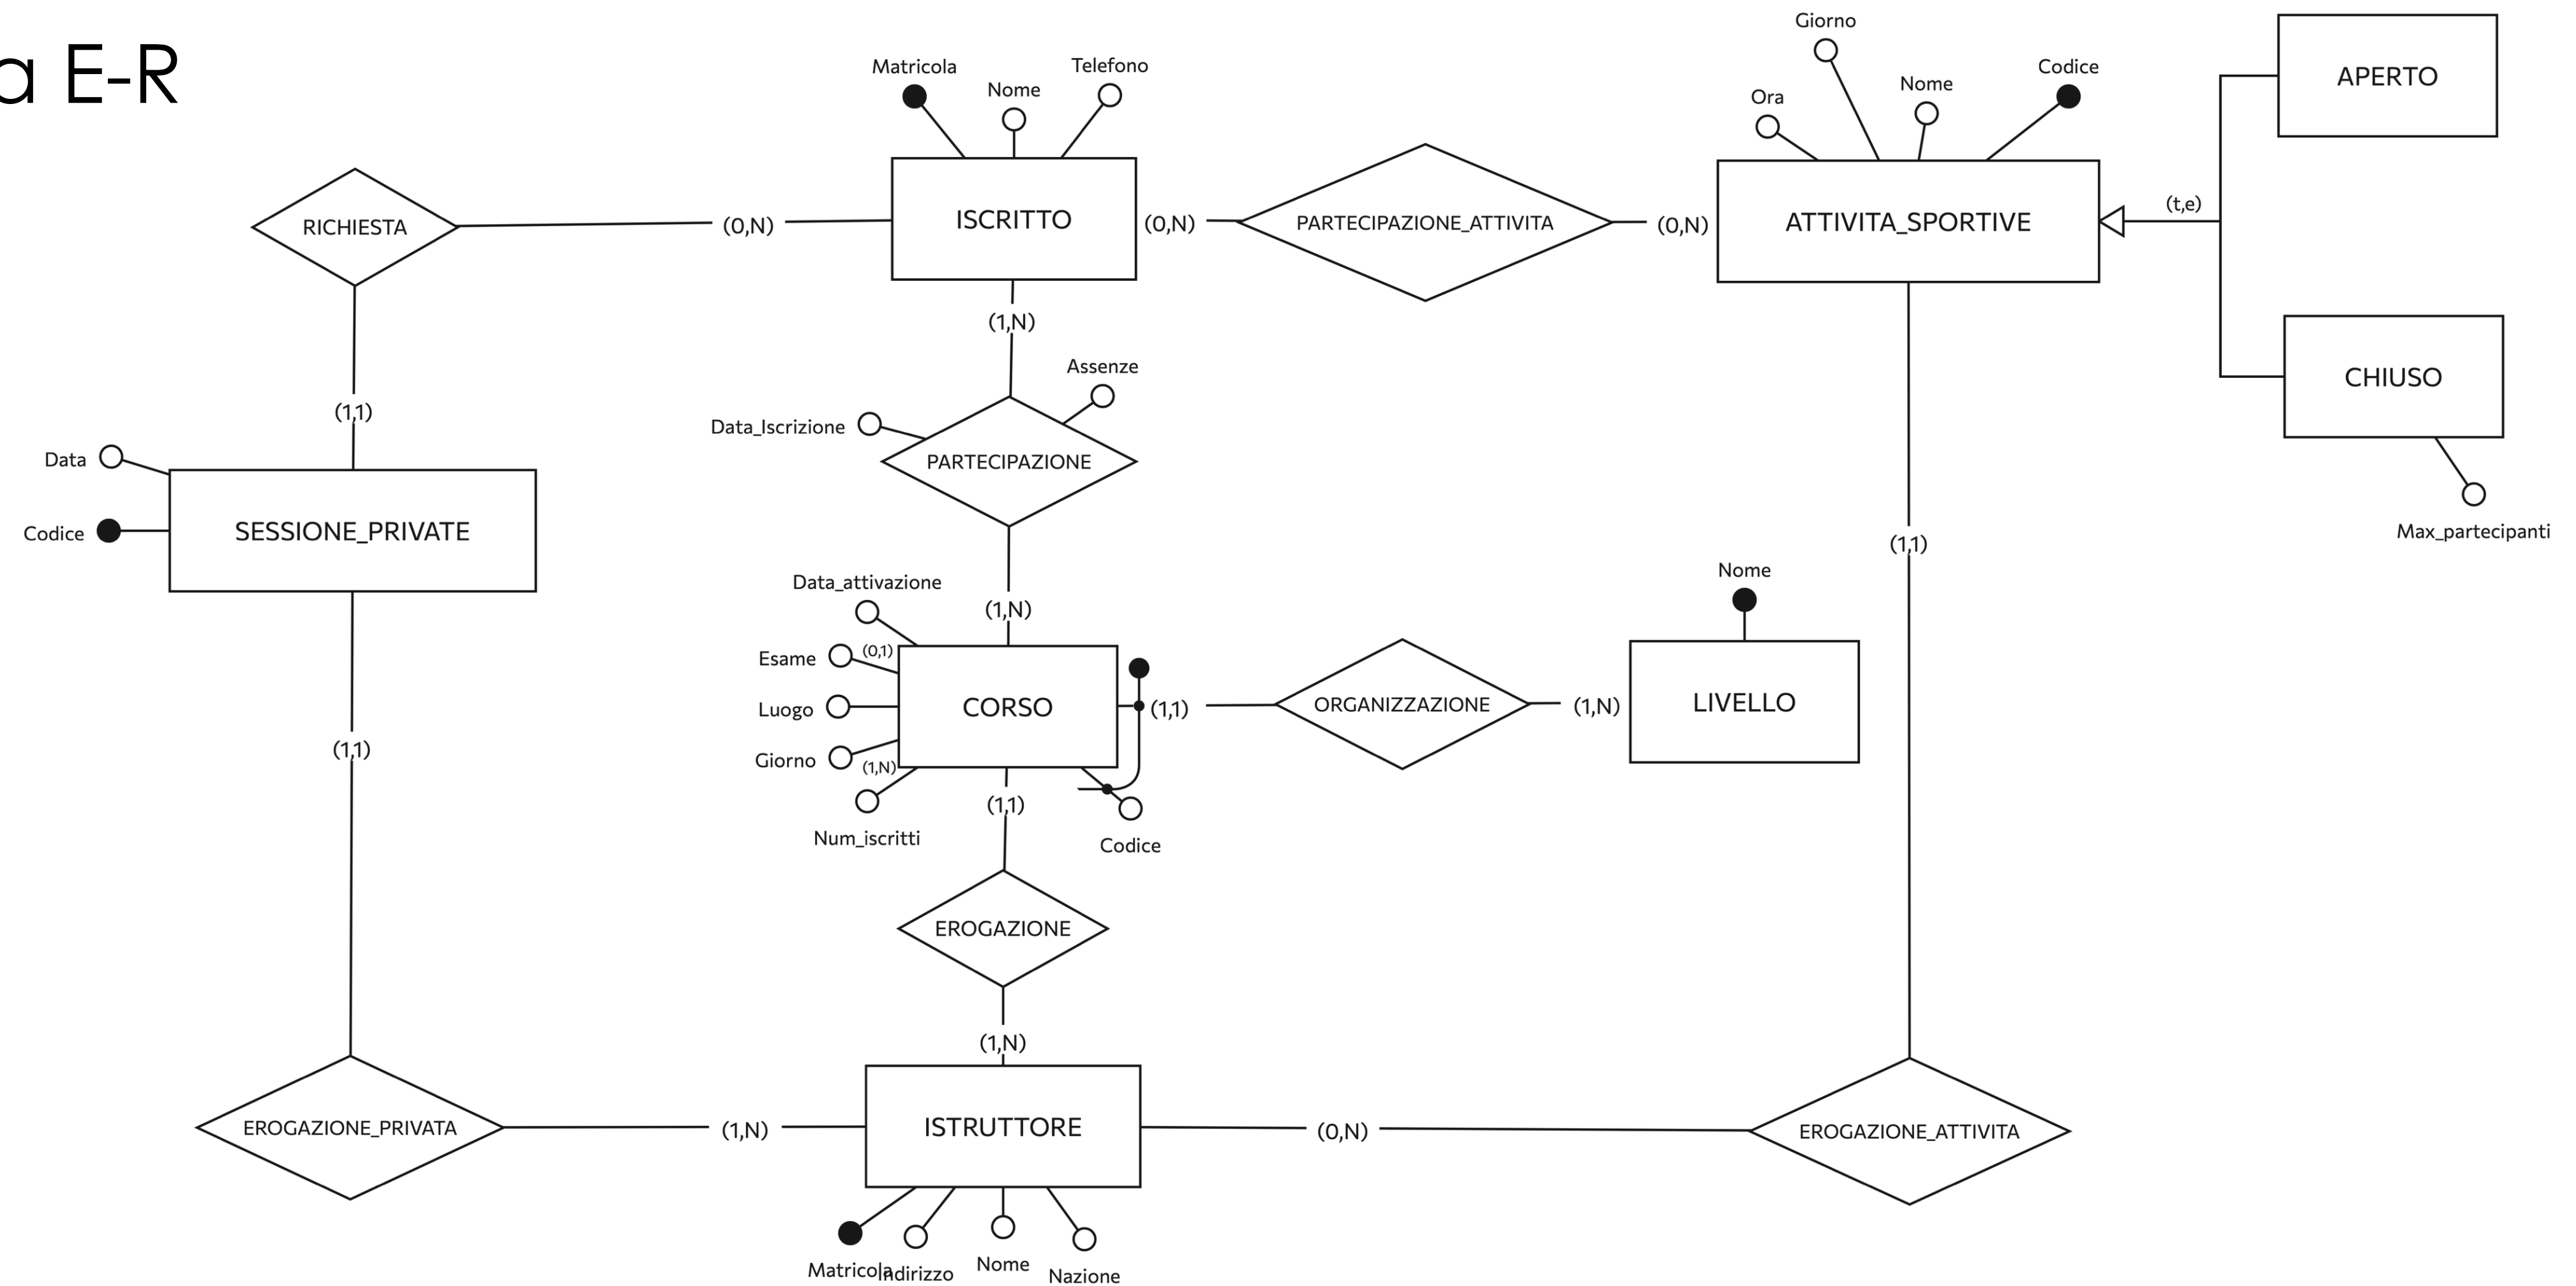 a E-R
Giorno
Matricola
Telefono
Nome
Ora
Nome
Codice
APERTO
RICHIESTA
(0,N)
ISCRITTO
(0,N)
PARTECIPAZIONE_ATTIVITA
(0,N)
ATTIVITA_SPORTIVE
(t,e)
(1,N)
CHIUSO
Assenze
(1,1)
Data_Iscrizione
PARTECIPAZIONE
Data
SESSIONE_PRIVATE
Codice
Max_partecipanti
(1,1)
Data_attivazione
(1,N)
Nome
Esame
(0,1)
Luogo
CORSO
(1,1)
ORGANIZZAZIONE
(1,N)
LIVELLO
Giorno
(1,N)
(1,1)
(1,1)
Num_iscritti
Codice
EROGAZIONE
(1,N)
EROGAZIONE_PRIVATA
(1,N)
ISTRUTTORE
(0,N)
EROGAZIONE_ATTIVITA
Matricola
Indirizzo
Nome
Nazione